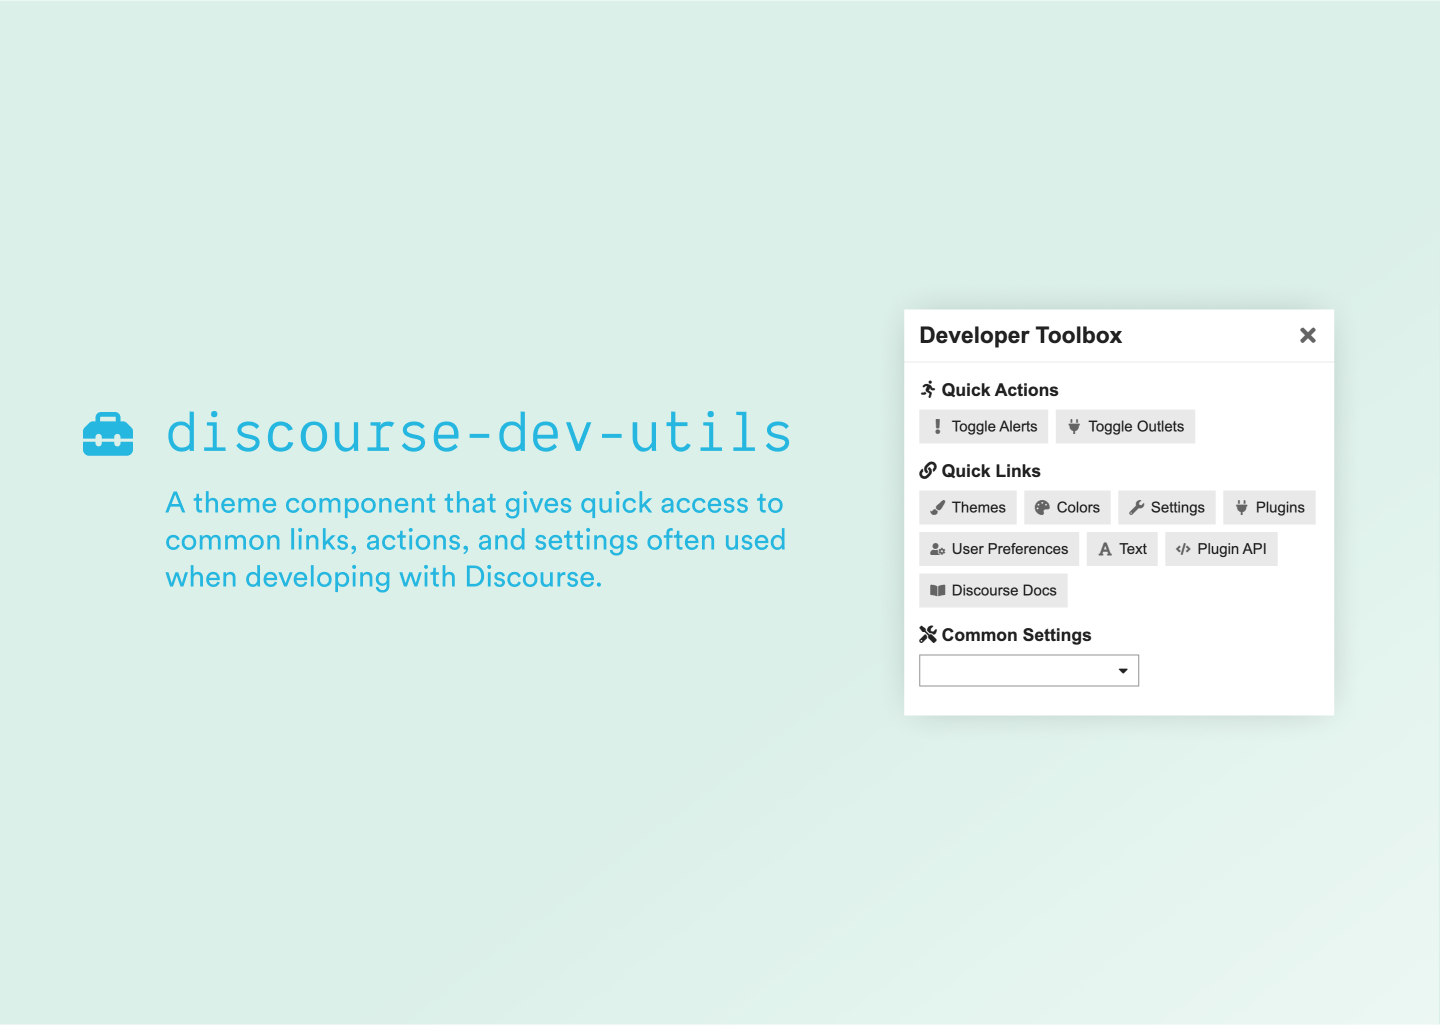 discourse-dev-utils
A theme component that gives quick access to
common links, actions, and settings often used
when developing with Discourse.
Developer Toolbox
Quick Actions
Toggle Alerts Toggle Outlets
Quick Links
Themes Colors Settings Plugins
User Preferences Text Plugin API
Discourse Docs
Common Settings